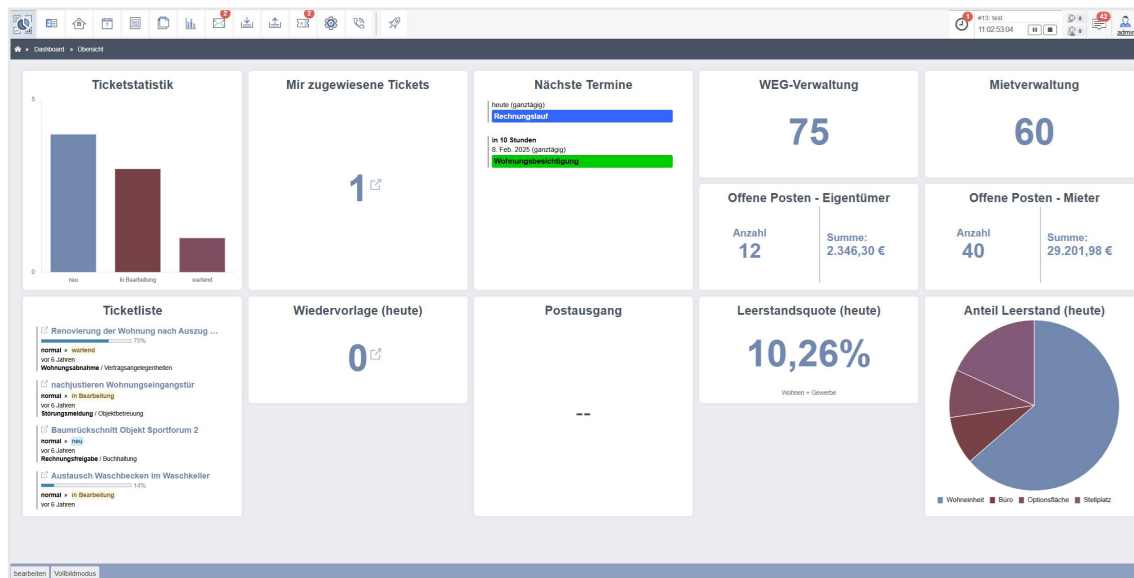 2
2
1
#13: test
11:02:53:04
0
0
42
admin
» Dashboard » Übersicht
Ticketstatistik
5
0
neu
in Bearbeitung
wartend
Mir zugewiesene Tickets
1
Nächste Termine
heute (ganztägig)
Rechnungslauf
in 10 Stunden
8. Feb. 2025 (ganztägig)
Wohnungsbesichtigung
WEG-Verwaltung
75
Mietverwaltung
60
Offene Posten - Eigentümer
Anzahl
12
Summe:
2.346,30 €
Offene Posten - Mieter
Anzahl
40
Summe:
29.201,98 €
Ticketliste
Renovierung der Wohnung nach Auszug ...
75%
normal » wartend
vor 6 Jahren
Wohnungsabnahme / Vertragsangelegenheiten
nachjustieren Wohnungseingangstür
normal » in Bearbeitung
vor 6 Jahren
Störungsmeldung / Objektbetreuung
Baumrückschnitt Objekt Sportforum 2
normal » neu
vor 6 Jahren
Rechnungsfreigabe / Buchhaltung
Austausch Waschbecken im Waschkeller
14%
normal » in Bearbeitung
vor 6 Jahren
Wiedervorlage (heute)
0
Postausgang
--
Leerstandsquote (heute)
10,26%
Wohnen + Gewerbe
Anteil Leerstand (heute)
Wohneinheit
Büro
Optionsfläche
Stellplatz
bearbeiten
Vollbildmodus